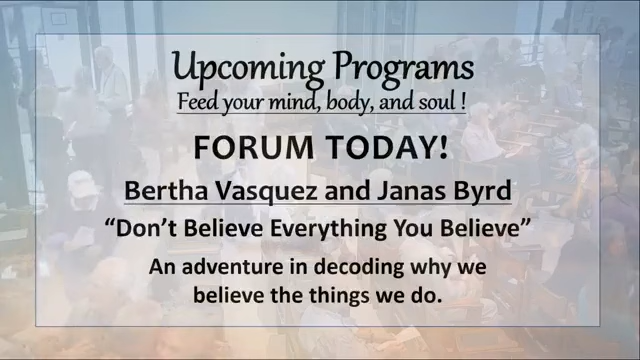 Upcoming Programs
Feed your mind, body, and soul !
FORUM TODAY!
Bertha Vasquez and Janas Byrd
“Don’t Believe Everything You Believe”
An adventure in decoding why we
believe the things we do.